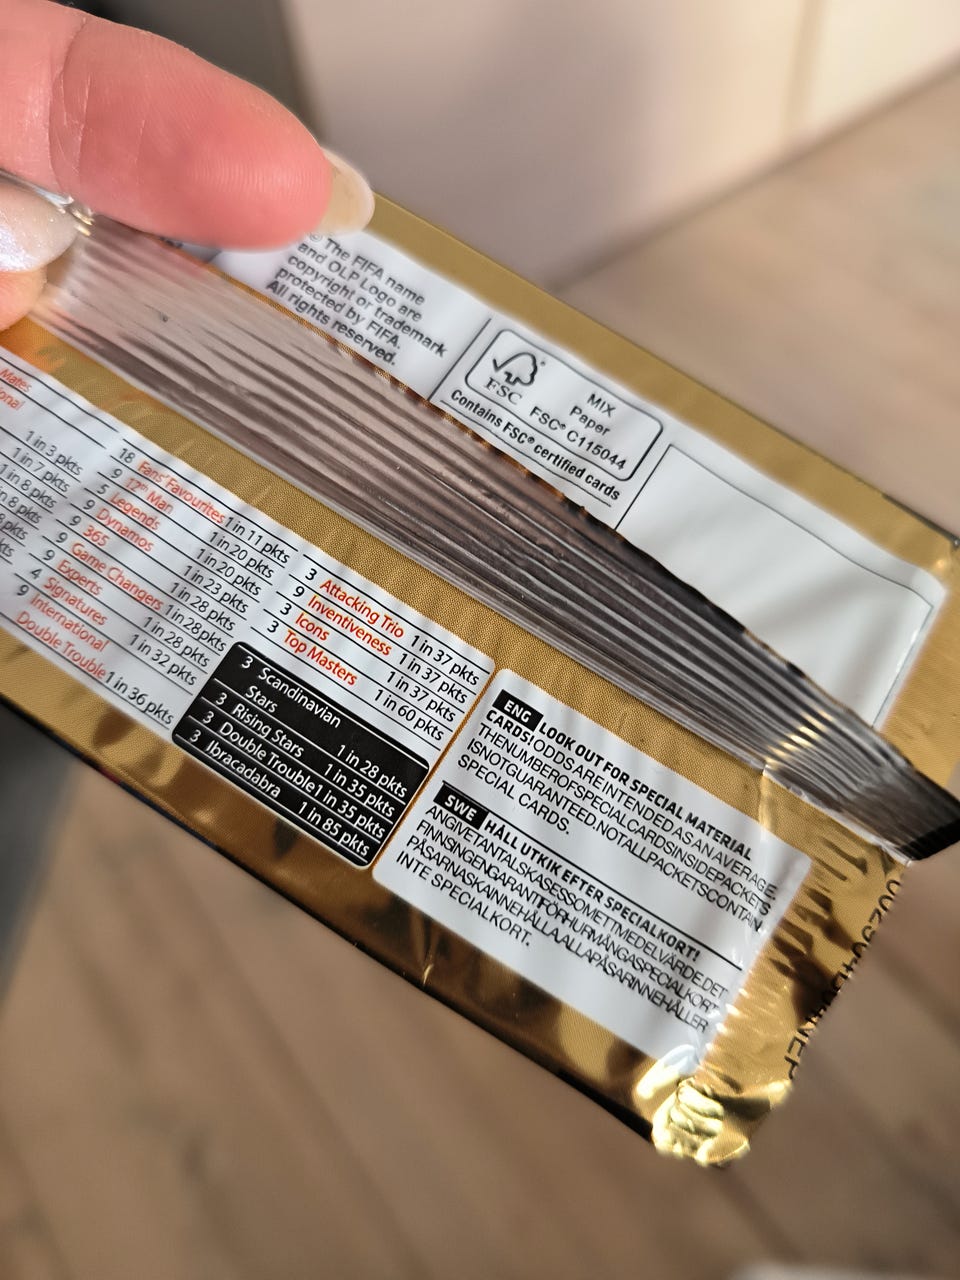 © The FIFA name
and OLP Logo are
copyright or trademark
protected by FIFA.
All rights reserved.
FSC
MIX
Paper
FSC® C115044
Contains FSC® certified cards
Mates
1 in 3 pkts
1 in 7 pkts
1 in 8 pkts
in 8 pkts
8 pkts
kts
18 Fans' Favourites 1 in 11 pkts
9 12th Man 1 in 20 pkts
5 Legends 1 in 20 pkts
9 Dynamos 1 in 23 pkts
9 365 1 in 28 pkts
9 Game Changers 1 in 28 pkts
9 Experts 1 in 28 pkts
4 Signatures 1 in 32 pkts
9 International
Double Trouble 1 in 36 pkts
3 Attacking Trio 1 in 37 pkts
9 Inventiveness 1 in 37 pkts
3 Icons 1 in 37 pkts
3 Top Masters 1 in 60 pkts
3 Scandinavian
Stars 1 in 28 pkts
3 Rising Stars 1 in 35 pkts
3 Double Trouble 1 in 35 pkts
3 Ibracadabra 1 in 85 pkts
ENG LOOK OUT FOR SPECIAL MATERIAL
CARDS! ODDS ARE INTENDED AS AN AVERAGE.
THE NUMBER OF SPECIAL CARDS INSIDE PACKETS
IS NOT GUARANTEED. NOT ALL PACKETS CONTAIN
SPECIAL CARDS.
SWE HÅLL UTKIK EFTER SPECIALKORT!
ANGIVET ANTAL SKA SES SOM ETT MEDELVÄRDE. DET
FINNS INGEN GARANTI FÖR HUR MÅNGA SPECIALKORT
PÅSARNA SKA INNEHÅLLA. ALLA PÅSAR INNEHÅLLER
INTE SPECIALKORT.